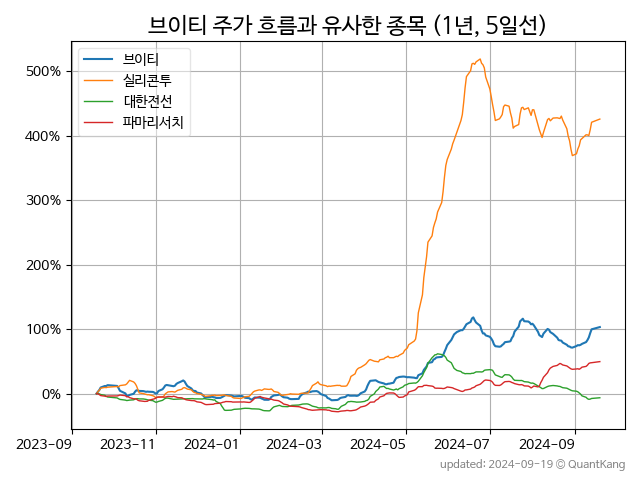 브이티 주가 흐름과 유사한 종목 (1년, 5일선)
브이티
실리콘투
대한전선
파마리서치
500%
400%
300%
200%
100%
0%
2023-09 2023-11 2024-01 2024-03 2024-05 2024-07 2024-09
updated: 2024-09-19 © QuantKang